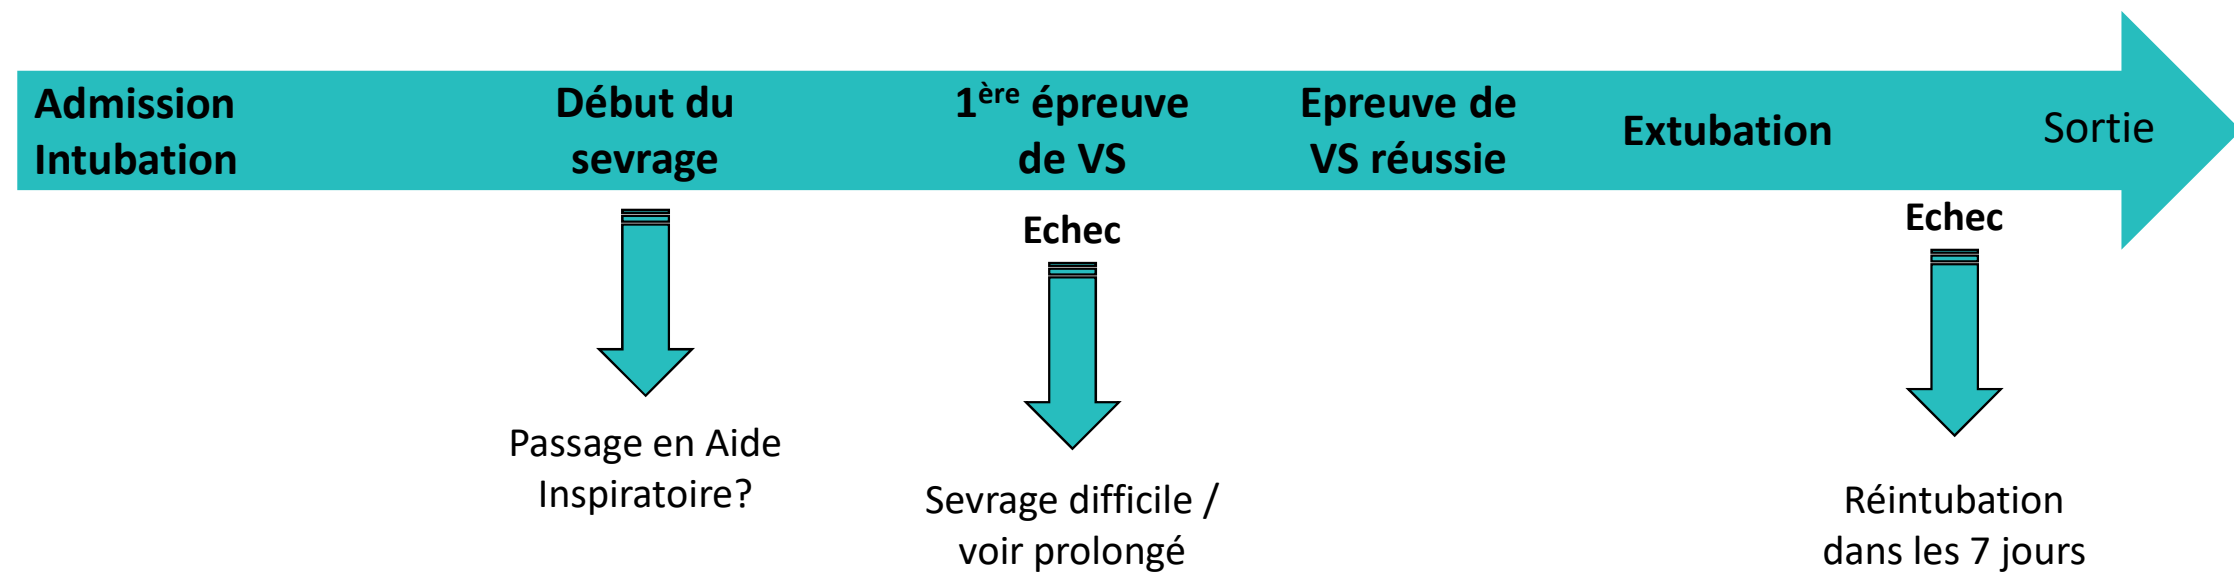 Admission
Intubation
Début du
sevrage
1ère épreuve
de VS
Epreuve de
VS réussie
Extubation
Sortie
Echec
Echec
Passage en Aide
Inspiratoire?
Sevrage difficile /
voir prolongé
Réintubation
dans les 7 jours